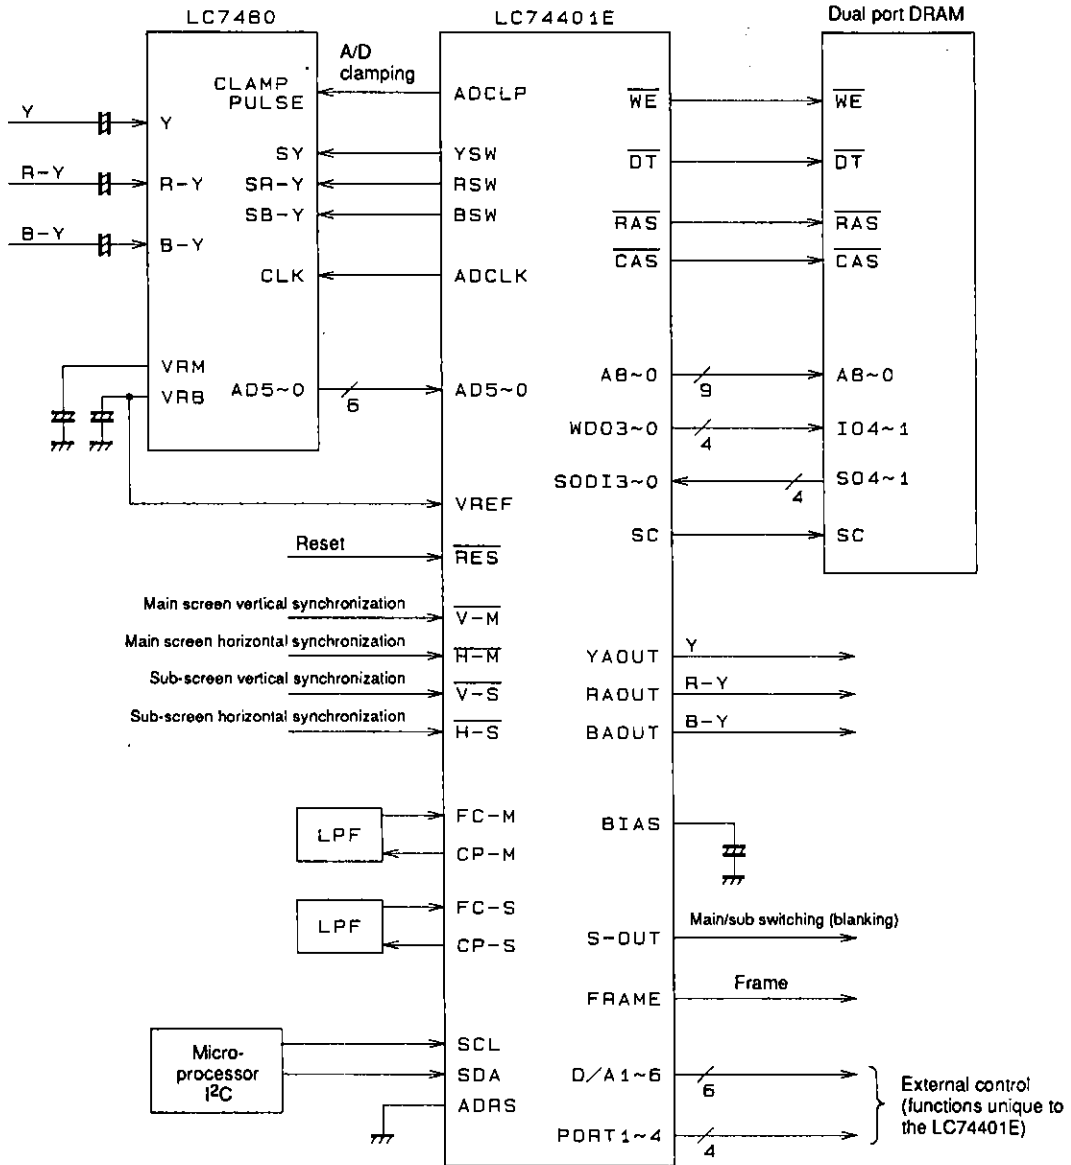 LC7480
LC74401E
Dual port DRAM
A/D
clamping
CLAMP
PULSE
ADCLP
WE
WE
Y
Y
SY
YSW
DT
DT
R-Y
R-Y
SR-Y
RSW
SB-Y
BSW
RAS
RAS
B-Y
B-Y
CLK
ADCLK
CAS
CAS
VRM
VRB
AD5~0
6
AD5~0
A8~0
9
A8~0
WDO3~0
4
IO4~1
SODI3~0
4
SO4~1
VREF
SC
SC
Reset
RES
Main screen vertical synchronization
V-M
Main screen horizontal synchronization
H-M
YAOUT
Y
Sub-screen vertical synchronization
V-S
RAOUT
R-Y
Sub-screen horizontal synchronization
H-S
BAOUT
B-Y
LPF
FC-M
CP-M
BIAS
LPF
FC-S
CP-S
S-OUT
Main/sub switching (blanking)
FRAME
Frame
Micro-
processor
I²C
SCL
SDA
ADRS
D/A1~6
6
PORT1~4
4
External control
(functions unique to
the LC74401E)